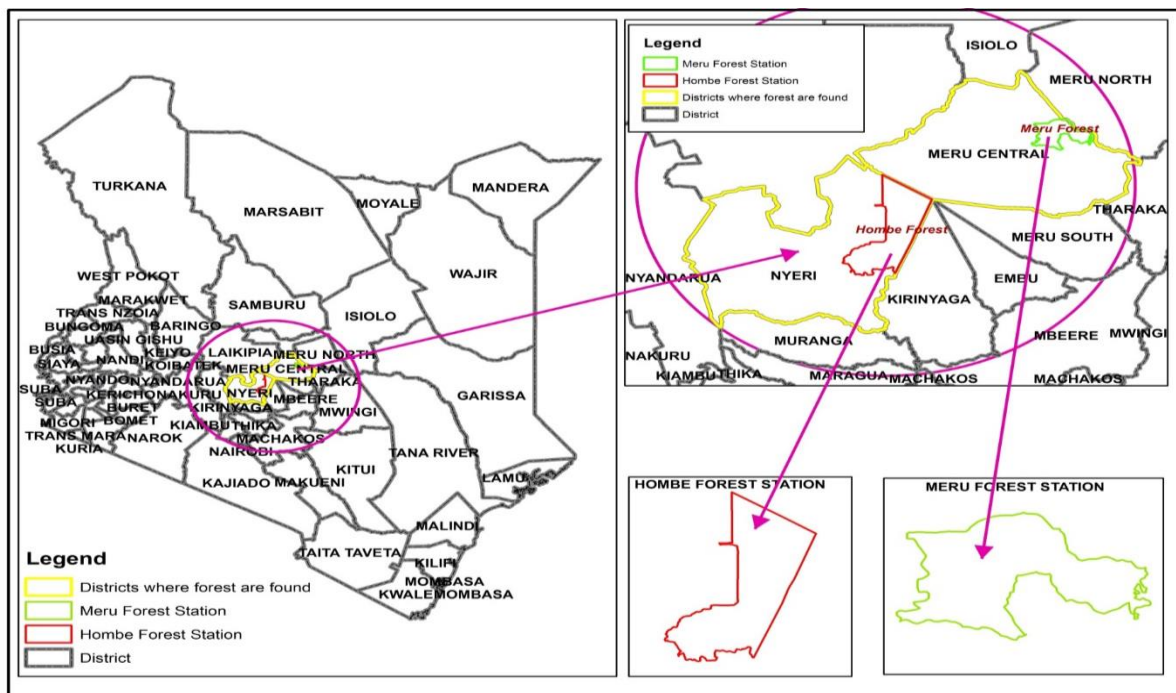 TURKANA
MARSABIT
MOYALE
MANDERA
WAJIR
WEST POKOT
MARAKWET
TRANS NZOIA
BUNGOMA
BARINGO
UASIN GISHU
SAMBURU
ISIOLO
BUSIA
SIAYA
NANDI
KEIYO
KOIBATEK
LAIKIPIA
MERU NORTH
MERU CENTRAL
NYANDO
NYANDARUA
THARAKA
SUBA
SUBA
KERICHO
NAKURU
NYERI
MBEERE
GARISSA
BURET
KIRINYAGA
MWINGI
MIGORI
BOMET
KIAMBU
THIKA
TRANS MARA
NAROK
MACHAKOS
KURIA
NAIROBI
KITUI
TANA RIVER
KAJIADO
MAKUENI
LAMU
MALINDI
TAITA TAVETA
KILIFI
MOMBASA
KWALE
MOMBASA
Legend
Districts where forest are found
Meru Forest Station
Hombe Forest Station
District
Legend
Meru Forest Station
Hombe Forest Station
Districts where forest are found
District
ISIOLO
MERU NORTH
Meru Forest
MERU CENTRAL
THARAKA
Hombe Forest
MERU SOUTH
NYANDARUA
NYERI
EMBU
KIRINYAGA
MBEERE
MWINGI
MURANGA
NAKURU
KIAMBU
THIKA
MARAGUA
MACHAKOS
MACHAKOS
HOMBE FOREST STATION
MERU FOREST STATION